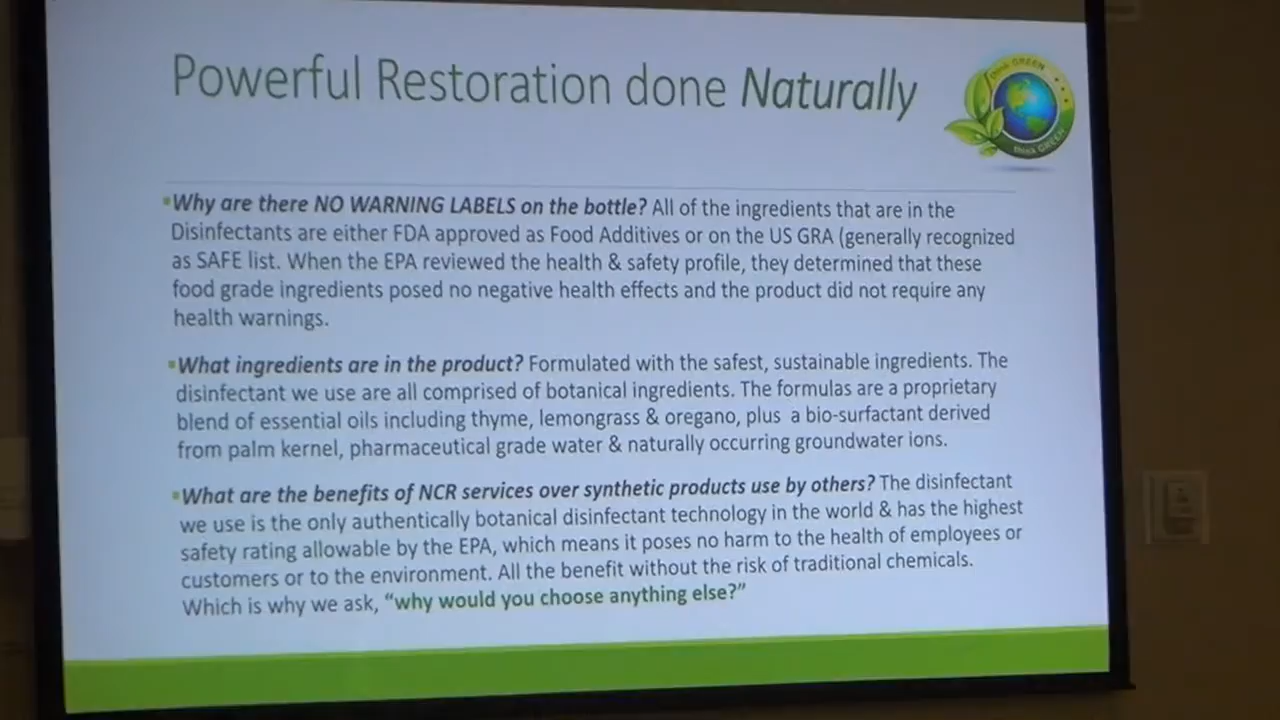 Powerful Restoration done Naturally
think GREEN
think GREEN
▪Why are there NO WARNING LABELS on the bottle? All of the ingredients that are in the
Disinfectants are either FDA approved as Food Additives or on the US GRA (generally recognized
as SAFE list. When the EPA reviewed the health & safety profile, they determined that these
food grade ingredients posed no negative health effects and the product did not require any
health warnings.
▪What ingredients are in the product? Formulated with the safest, sustainable ingredients. The
disinfectant we use are all comprised of botanical ingredients. The formulas are a proprietary
blend of essential oils including thyme, lemongrass & oregano, plus a bio-surfactant derived
from palm kernel, pharmaceutical grade water & naturally occurring groundwater ions.
▪What are the benefits of NCR services over synthetic products use by others? The disinfectant
we use is the only authentically botanical disinfectant technology in the world & has the highest
safety rating allowable by the EPA, which means it poses no harm to the health of employees or
customers or to the environment. All the benefit without the risk of traditional chemicals.
Which is why we ask, “why would you choose anything else?”